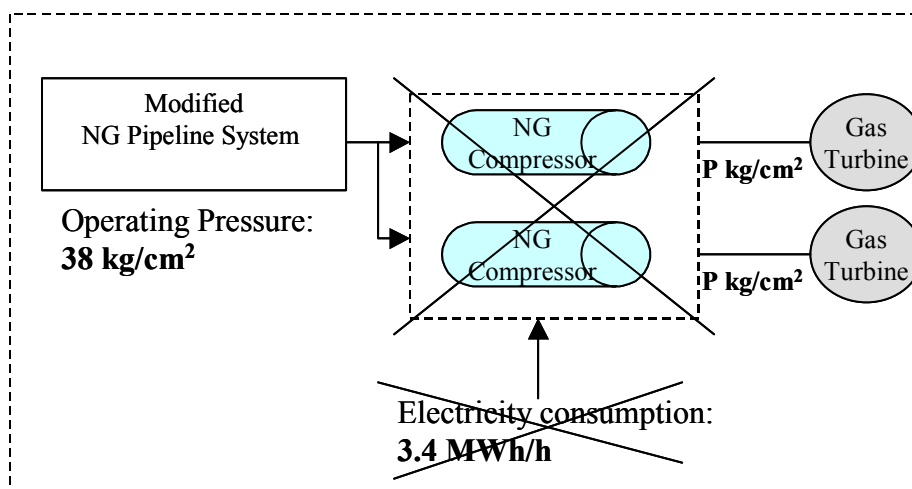 Modified
NG Pipeline System
Operating Pressure:
38 kg/cm²
NG
Compressor
NG
Compressor
P kg/cm²
P kg/cm²
Gas
Turbine
Gas
Turbine
Electricity consumption:
3.4 MWh/h